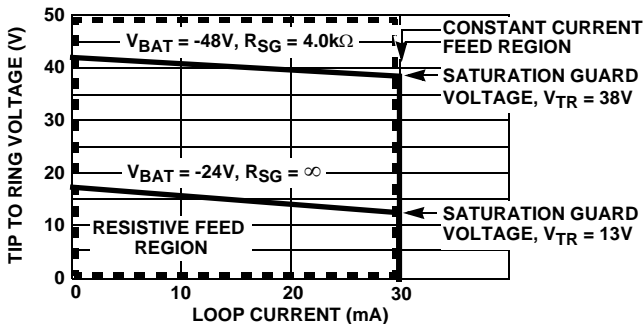 50
40
30
20
10
0
TIP TO RING VOLTAGE (V)
V_BAT = -48V, R_SG = 4.0kΩ
CONSTANT CURRENT
FEED REGION
SATURATION GUARD
VOLTAGE, V_TR = 38V
V_BAT = -24V, R_SG = ∞
RESISTIVE FEED
REGION
SATURATION GUARD
VOLTAGE, V_TR = 13V
0 10 20 30
LOOP CURRENT (mA)